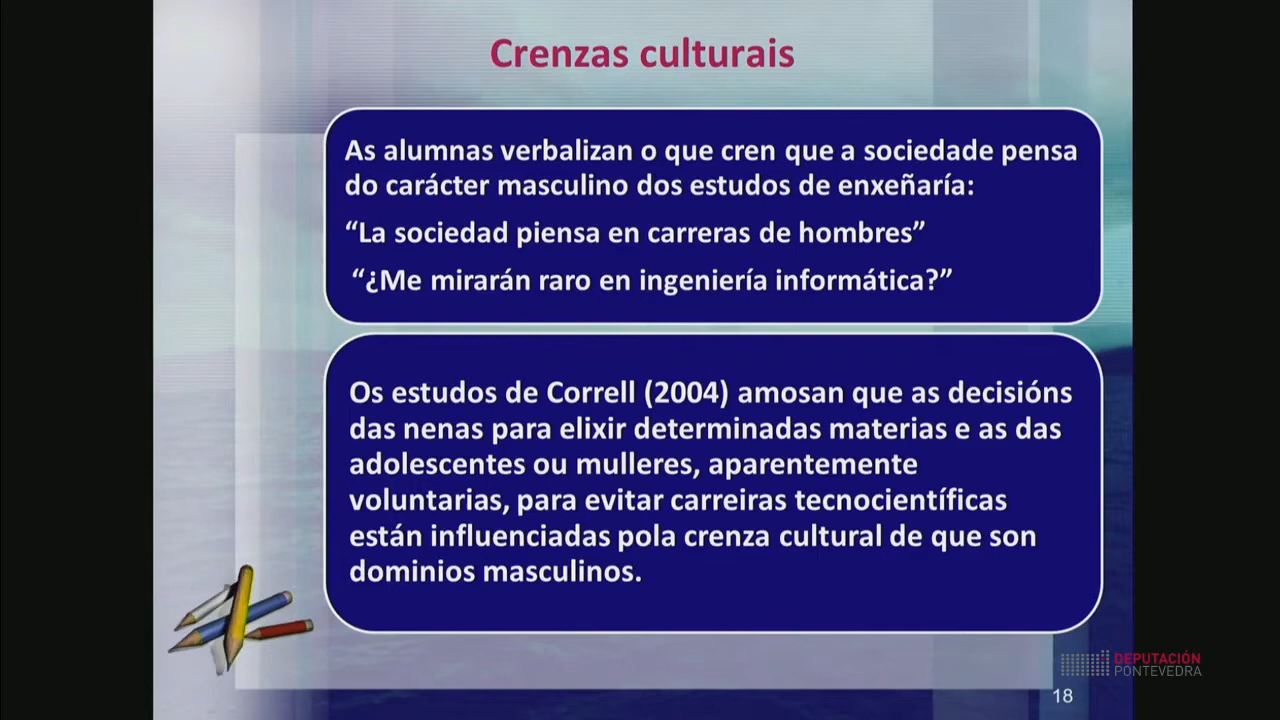 Crenzas culturais
As alumnas verbalizan o que cren que a sociedade pensa
do carácter masculino dos estudos de enxeñaría:
“La sociedad piensa en carreras de hombres”
“¿Me mirarán raro en ingeniería informática?”
Os estudos de Correll (2004) amosan que as decisións
das nenas para elixir determinadas materias e as das
adolescentes ou mulleres, aparentemente
voluntarias, para evitar carreiras tecnocientíficas
están influenciadas pola crenza cultural de que son
dominios masculinos.
DEPUTACIÓN
PONTEVEDRA
18